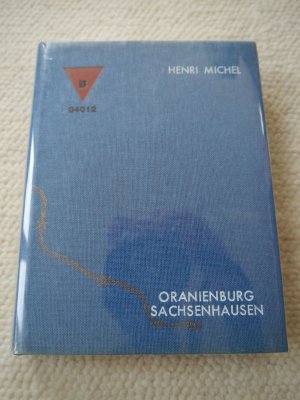 HENRI MICHEL
B
94012
ORANIENBURG
SACHSENHAUSEN